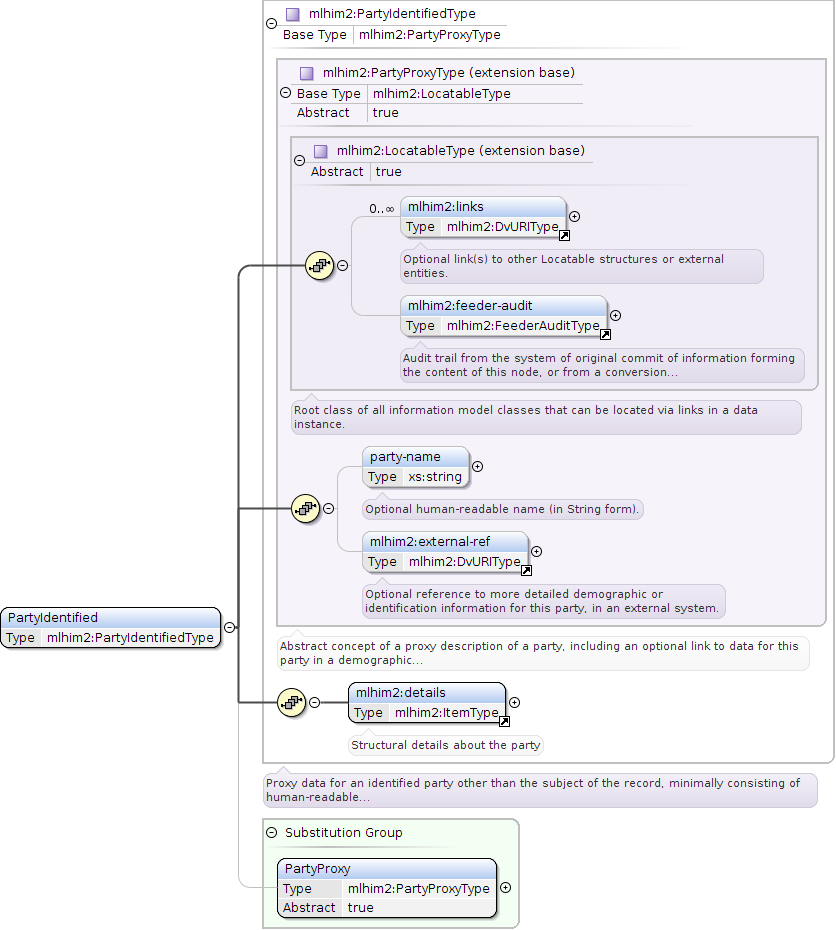 mlhim2:PartyIdentifiedType
Base Type mlhim2:PartyProxyType
mlhim2:PartyProxyType (extension base)
Base Type mlhim2:LocatableType
Abstract true
mlhim2:LocatableType (extension base)
Abstract true
0..∞
mlhim2:links
Type mlhim2:DvURIType
Optional link(s) to other Locatable structures or external
entities.
mlhim2:feeder-audit
Type mlhim2:FeederAuditType
Audit trail from the system of original commit of information forming
the content of this node, or from a conversion...
Root class of all information model classes that can be located via links in a data
instance.
party-name
Type xs:string
Optional human-readable name (in String form).
mlhim2:external-ref
Type mlhim2:DvURIType
Optional reference to more detailed demographic or
identification information for this party, in an external system.
PartyIdentified
Type mlhim2:PartyIdentifiedType
Abstract concept of a proxy description of a party, including an optional link to data for this
party in a demographic...
mlhim2:details
Type mlhim2:ItemType
Structural details about the party
Proxy data for an identified party other than the subject of the record, minimally consisting of
human-readable...
Substitution Group
PartyProxy
Type mlhim2:PartyProxyType
Abstract true